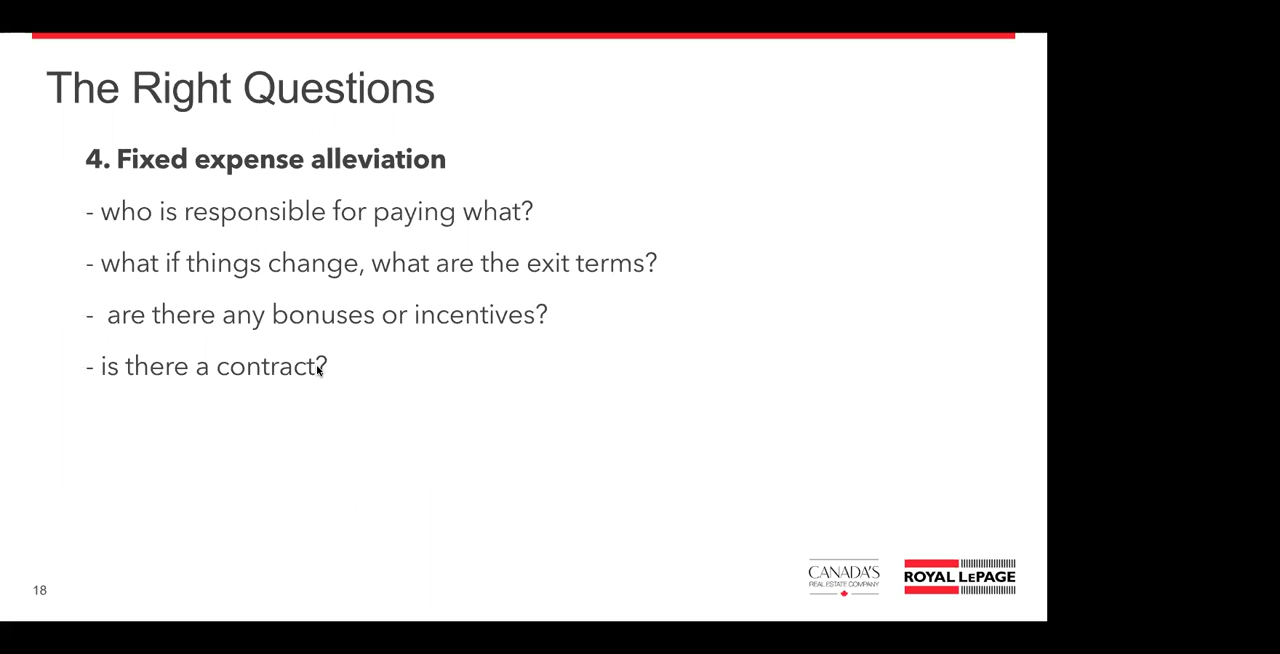 The Right Questions
4. Fixed expense alleviation
- who is responsible for paying what?
- what if things change, what are the exit terms?
-  are there any bonuses or incentives?
- is there a contract?
18
CANADA'S
REAL ESTATE COMPANY
ROYAL LEPAGE